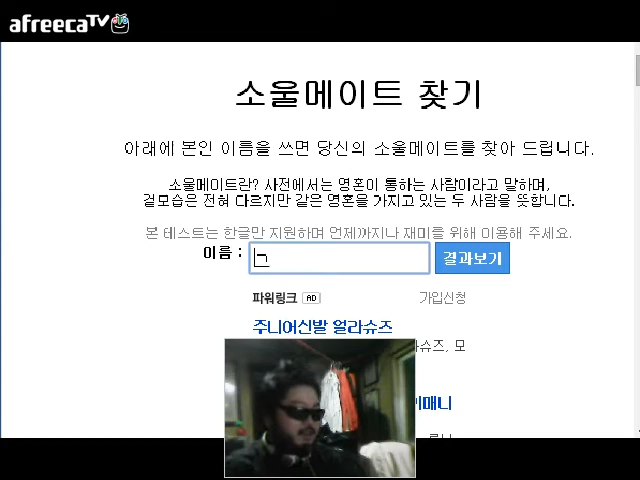 afreecaTV
소울메이트 찾기
아래에 본인 이름을 쓰면 당신의 소울메이트를 찾아 드립니다.
소울메이트란? 사전에서는 영혼이 통하는 사람이라고 말하며,
겉모습은 전혀 다르지만 같은 영혼을 가지고 있는 두 사람을 뜻합니다.
본 테스트는 한글만 지원하며 언제까지나 재미를 위해 이용해 주세요.
이름 : ㄱ 결과보기
파워링크 AD 가입신청
주니어신발 얼라슈즈
라슈즈, 모
매니